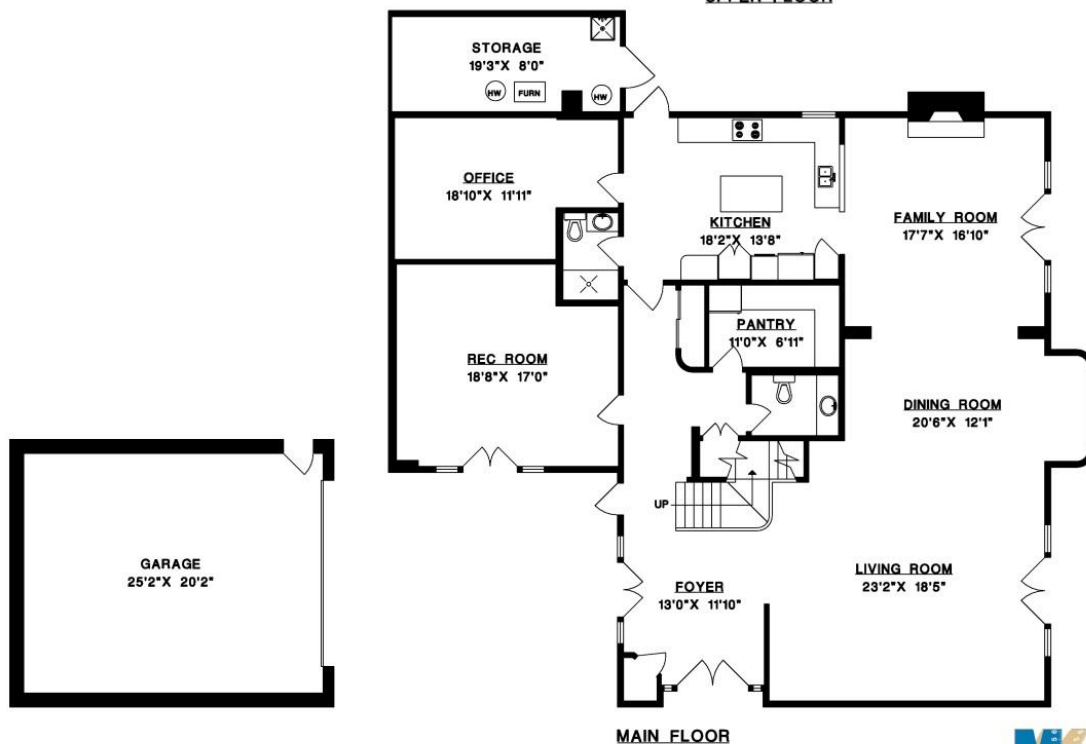 STORAGE
19'3"X 8'0"
HW
FURN
HW
OFFICE
18'10"X 11'11"
KITCHEN
18'2"X 13'8"
FAMILY ROOM
17'7"X 16'10"
PANTRY
11'0"X 6'11"
REC ROOM
18'8"X 17'0"
DINING ROOM
20'6"X 12'1"
UP
GARAGE
25'2"X 20'2"
FOYER
13'0"X 11'10"
LIVING ROOM
23'2"X 18'5"
MAIN FLOOR